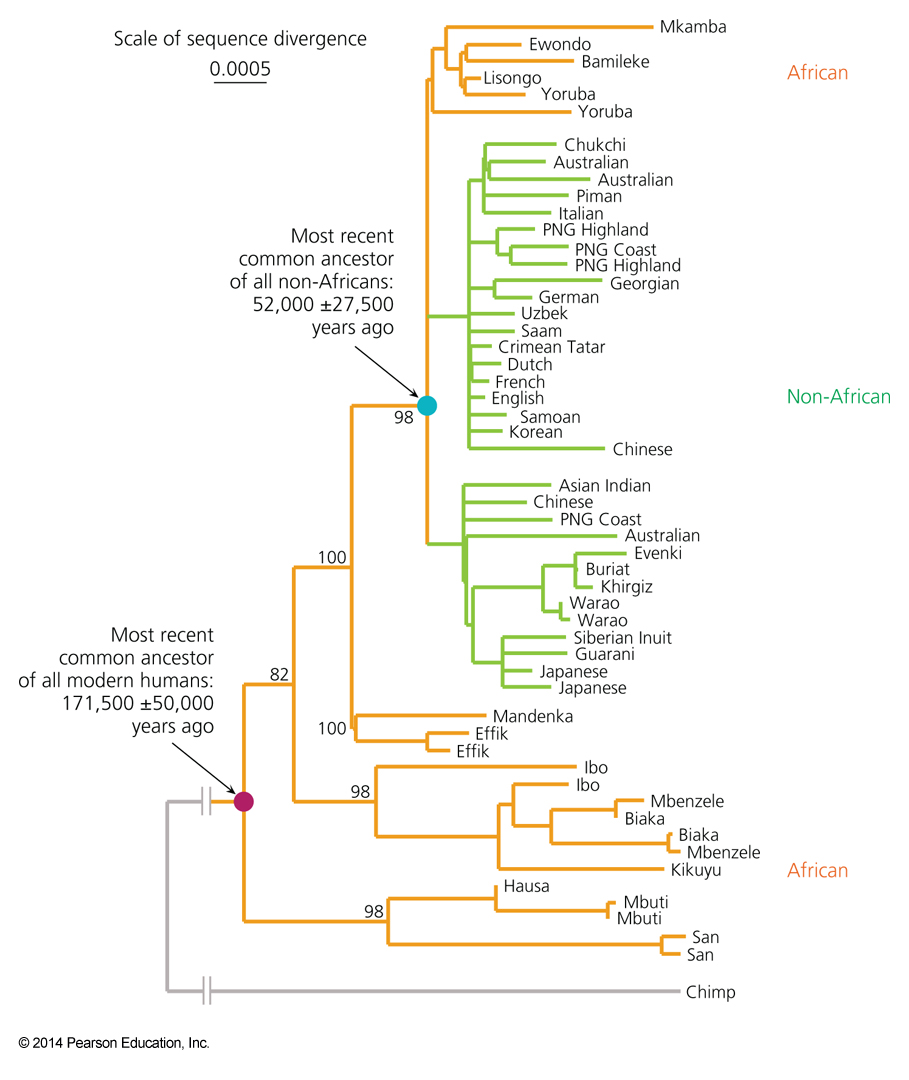 Scale of sequence divergence
0.0005
Mkamba
Ewondo
Bamileke
Lisongo
Yoruba
Yoruba
African
Chukchi
Australian
Australian
Piman
Italian
PNG Highland
PNG Coast
PNG Highland
Georgian
German
Uzbek
Saam
Crimean Tatar
Dutch
French
English
Samoan
Korean
Chinese
Non-African
Most recent
common ancestor
of all non-Africans:
52,000 ±27,500
years ago
98
Asian Indian
Chinese
PNG Coast
Australian
Evenki
Buriat
Khirgiz
Warao
Warao
Siberian Inuit
Guarani
Japanese
Japanese
100
Most recent
common ancestor
of all modern humans:
171,500 ±50,000
years ago
82
100
Mandenka
Effik
Effik
98
Ibo
Ibo
Mbenzele
Biaka
Biaka
Mbenzele
Kikuyu
African
98
Hausa
Mbuti
Mbuti
San
San
Chimp
© 2014 Pearson Education, Inc.